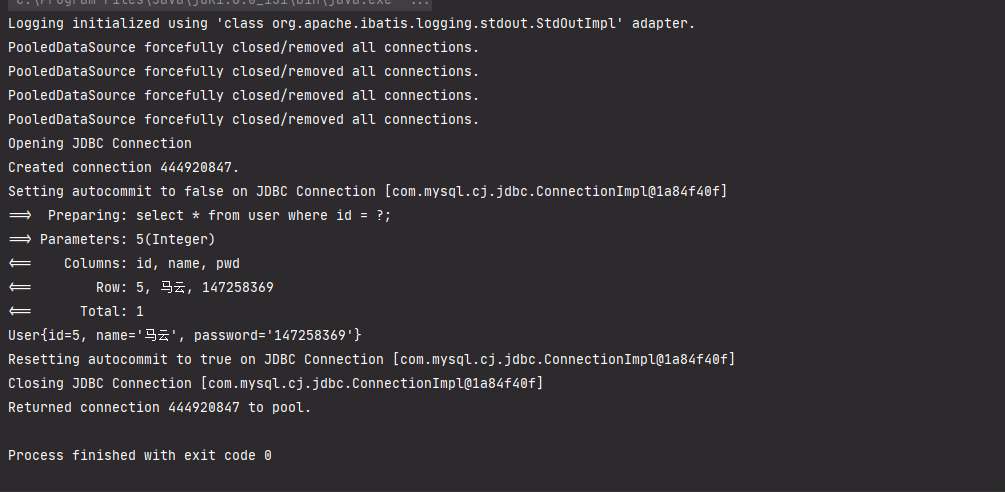 Logging initialized using 'class org.apache.ibatis.logging.stdout.StdOutImpl' adapter.
PooledDataSource forcefully closed/removed all connections.
PooledDataSource forcefully closed/removed all connections.
PooledDataSource forcefully closed/removed all connections.
PooledDataSource forcefully closed/removed all connections.
Opening JDBC Connection
Created connection 444920847.
Setting autocommit to false on JDBC Connection [com.mysql.cj.jdbc.ConnectionImpl@1a84f40f]
==>  Preparing: select * from user where id = ?;
==> Parameters: 5(Integer)
<==    Columns: id, name, pwd
<==        Row: 5, 马云, 147258369
<==      Total: 1
User{id=5, name='马云', password='147258369'}
Resetting autocommit to true on JDBC Connection [com.mysql.cj.jdbc.ConnectionImpl@1a84f40f]
Closing JDBC Connection [com.mysql.cj.jdbc.ConnectionImpl@1a84f40f]
Returned connection 444920847 to pool.
Process finished with exit code 0